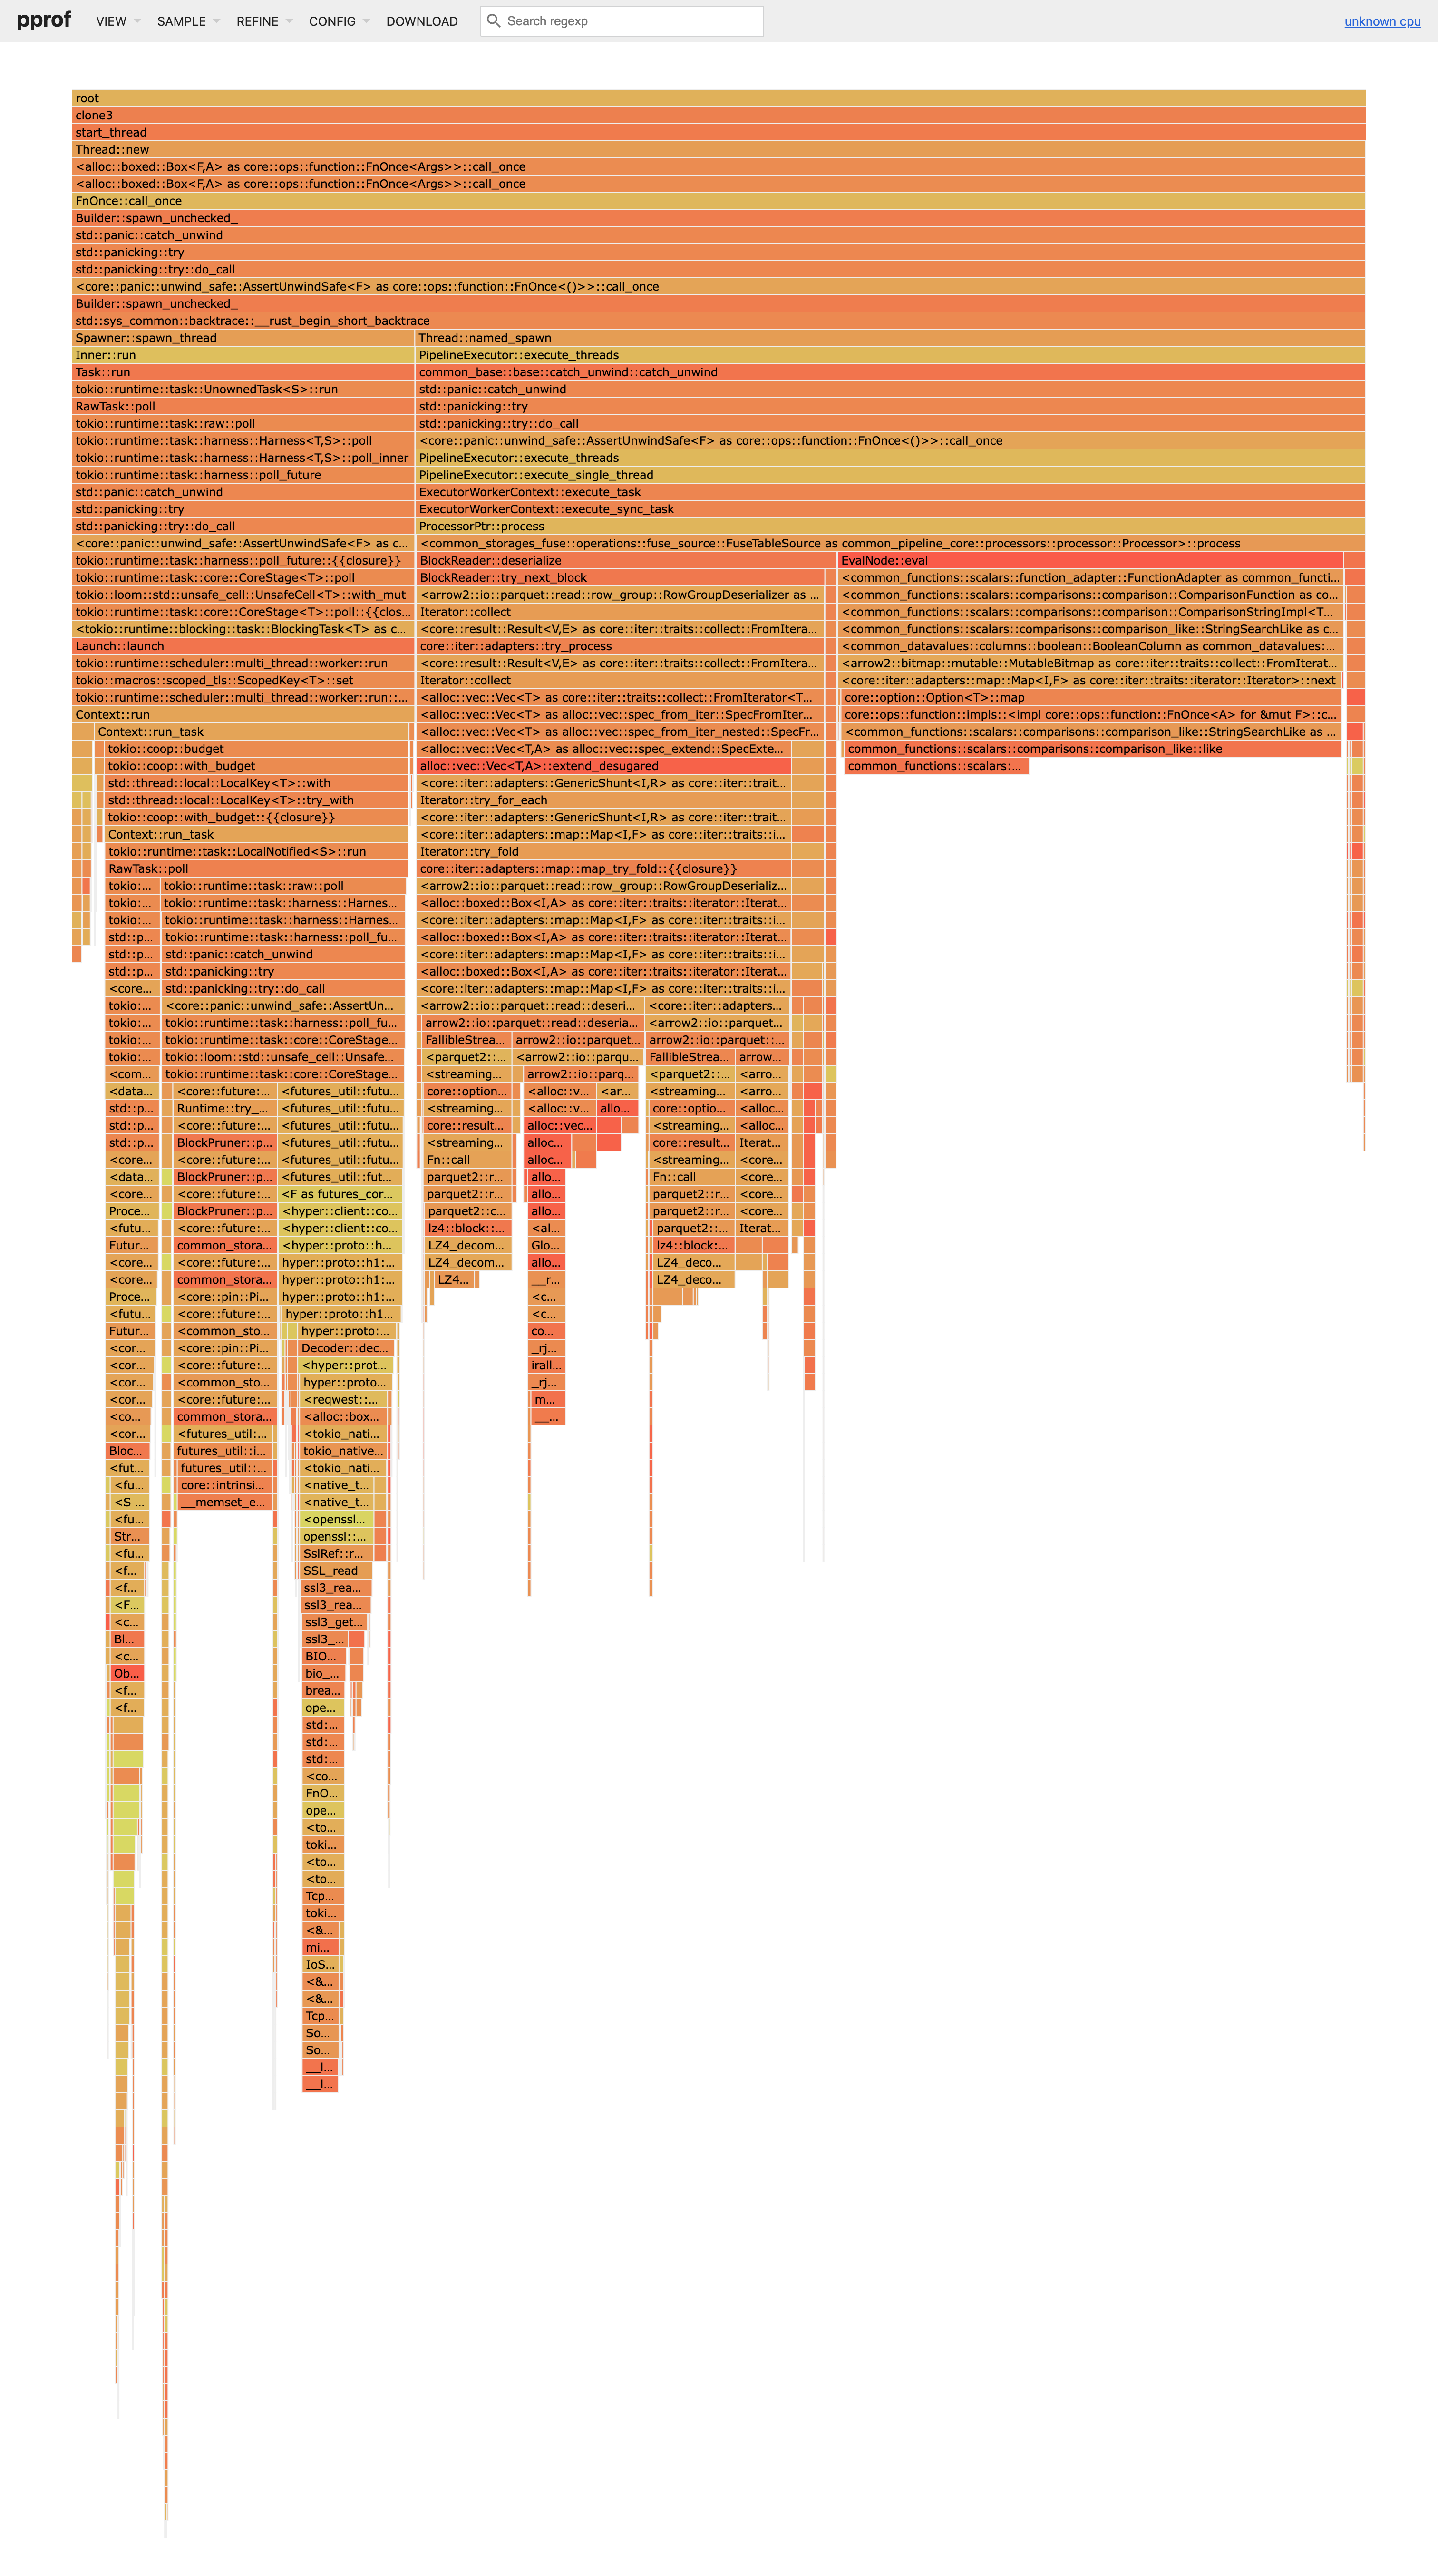 pprof VIEW SAMPLE REFINE CONFIG DOWNLOAD Search regexp unknown cpu
root
clone3
start_thread
Thread::new
<alloc::boxed::Box<F,A> as core::ops::function::FnOnce<Args>>::call_once
<alloc::boxed::Box<F,A> as core::ops::function::FnOnce<Args>>::call_once
FnOnce::call_once
Builder::spawn_unchecked_
std::panic::catch_unwind
std::panicking::try
std::panicking::try::do_call
<core::panic::unwind_safe::AssertUnwindSafe<F> as core::ops::function::FnOnce<()>>::call_once
Builder::spawn_unchecked_
std::sys_common::backtrace::__rust_begin_short_backtrace
Spawner::spawn_thread Thread::named_spawn
Inner::run PipelineExecutor::execute_threads
Task::run common_base::base::catch_unwind::catch_unwind
tokio::runtime::task::UnownedTask<S>::run std::panic::catch_unwind
RawTask::poll std::panicking::try
tokio::runtime::task::raw::poll std::panicking::try::do_call
tokio::runtime::task::harness::Harness<T,S>::poll <core::panic::unwind_safe::AssertUnwindSafe<F> as core::ops::function::FnOnce<()>>::call_once
tokio::runtime::task::harness::Harness<T,S>::poll_inner PipelineExecutor::execute_threads
tokio::runtime::task::harness::poll_future PipelineExecutor::execute_single_thread
std::panic::catch_unwind ExecutorWorkerContext::execute_task
std::panicking::try ExecutorWorkerContext::execute_sync_task
std::panicking::try::do_call ProcessorPtr::process
<core::panic::unwind_safe::AssertUnwindSafe<F> as c... <common_storages_fuse::operations::fuse_source::FuseTableSource as common_pipeline_core::processors::processor::Processor>::process
tokio::runtime::task::harness::poll_future::{{closure}} BlockReader::deserialize EvalNode::eval
tokio::runtime::task::core::CoreStage<T>::poll BlockReader::try_next_block <common_functions::scalars::function_adapter::FunctionAdapter as common_functi...
tokio::loom::std::unsafe_cell::UnsafeCell<T>::with_mut <arrow2::io::parquet::read::row_group::RowGroupDeserializer as ... <common_functions::scalars::comparisons::comparison::ComparisonFunction as co...
tokio::runtime::task::core::CoreStage<T>::poll::{{clos... Iterator::collect <common_functions::scalars::comparisons::comparison::ComparisonStringImpl<T...
<tokio::runtime::blocking::task::BlockingTask<T> as c... <core::result::Result<V,E> as core::iter::traits::collect::FromItera... <common_functions::scalars::comparisons::comparison_like::StringSearchLike as c...
Launch::launch core::iter::adapters::try_process <common_datavalues::columns::boolean::BooleanColumn as common_datavalues:...
tokio::runtime::scheduler::multi_thread::worker::run <core::result::Result<V,E> as core::iter::traits::collect::FromItera... <arrow2::bitmap::mutable::MutableBitmap as core::iter::traits::collect::FromIterat...
tokio::macros::scoped_tls::ScopedKey<T>::set Iterator::collect <core::iter::adapters::map::Map<I,F> as core::iter::traits::iterator::Iterator>::next
tokio::runtime::scheduler::multi_thread::worker::run::... <alloc::vec::Vec<T> as core::iter::traits::collect::FromIterator<T... core::option::Option<T>::map
Context::run <alloc::vec::Vec<T> as alloc::vec::spec_from_iter::SpecFromIter... core::ops::function::impls::<impl core::ops::function::FnOnce<A> for &mut F>::c...
Context::run_task <alloc::vec::Vec<T> as alloc::vec::spec_from_iter_nested::SpecFr... <common_functions::scalars::comparisons::comparison_like::StringSearchLike as ...
tokio::coop::budget <alloc::vec::Vec<T,A> as alloc::vec::spec_extend::SpecExte... common_functions::scalars::comparisons::comparison_like::like
tokio::coop::with_budget alloc::vec::Vec<T,A>::extend_desugared common_functions::scalars:...
std::thread::local::LocalKey<T>::with <core::iter::adapters::GenericShunt<I,R> as core::iter::trait...
std::thread::local::LocalKey<T>::try_with Iterator::try_for_each
tokio::coop::with_budget::{{closure}} <core::iter::adapters::GenericShunt<I,R> as core::iter::trait...
Context::run_task <core::iter::adapters::map::Map<I,F> as core::iter::traits::i...
tokio::runtime::task::LocalNotified<S>::run Iterator::try_fold
RawTask::poll core::iter::adapters::map::map_try_fold::{{closure}}
tokio:... tokio::runtime::task::raw::poll <arrow2::io::parquet::read::row_group::RowGroupDeserializ...
tokio:... tokio::runtime::task::harness::Harnes... <alloc::boxed::Box<I,A> as core::iter::traits::iterator::Iterat...
tokio:... tokio::runtime::task::harness::Harnes... <core::iter::adapters::map::Map<I,F> as core::iter::traits::i...
std::p... tokio::runtime::task::harness::poll_fu... <alloc::boxed::Box<I,A> as core::iter::traits::iterator::Iterat...
std::p... std::panic::catch_unwind <core::iter::adapters::map::Map<I,F> as core::iter::traits::i...
std::p... std::panicking::try <alloc::boxed::Box<I,A> as core::iter::traits::iterator::Iterat...
<core... std::panicking::try::do_call <core::iter::adapters::map::Map<I,F> as core::iter::traits::i...
tokio:... <core::panic::unwind_safe::AssertUn... <arrow2::io::parquet::read::deseri... <core::iter::adapters...
tokio:... tokio::runtime::task::harness::poll_fu... arrow2::io::parquet::read::deseria... <arrow2::io::parquet...
tokio:... tokio::runtime::task::core::CoreStage... FallibleStrea... arrow2::io::parquet... arrow2::io::parquet::...
tokio:... tokio::loom::std::unsafe_cell::Unsafe... <parquet2::... <arrow2::io::parqu... FallibleStrea... arrow...
<com... tokio::runtime::task::core::CoreStage... <streaming... arrow2::io::parq... <parquet2::... <arro...
<data... <core::future:... <futures_util::futu... core::option... <alloc::v... <ar... <streaming... <arro...
std::p... Runtime::try_... <futures_util::futu... <streaming... <alloc::v... allo... core::optio... <alloc...
std::p... <core::future:... <futures_util::futu... core::result... alloc::vec... <streaming... <alloc...
std::p... BlockPruner::p... <futures_util::futu... <streaming... alloc... core::result... Iterat...
<core... <core::future:... <futures_util::futu... Fn::call alloc... <streaming... <core...
<data... BlockPruner::p... <futures_util::fut... parquet2::r... allo... Fn::call <core...
<core... <core::future:... <F as futures_cor... parquet2::r... allo... parquet2::r... <core...
Proce... BlockPruner::p... <hyper::client::co... parquet2::c... allo... parquet2::r... <core...
<futu... <core::future:... <hyper::client::co... lz4::block::... <al... parquet2::... Iterat...
Futur... common_stora... <hyper::proto::h... LZ4_decom... Glo... lz4::block:...
<core... <core::future:... hyper::proto::h1:... LZ4_decom... allo... LZ4_deco...
<core... common_stora... hyper::proto::h1:... LZ4... __r... LZ4_deco...
Proce... <core::pin::Pi... hyper::proto::h1:... <c...
<futu... <core::future:... hyper::proto::h1... <c...
Futur... <common_sto... hyper::proto:... co...
<cor... <core::pin::Pi... Decoder::dec... _rj...
<cor... <core::future:... <hyper::prot... irall...
<cor... <common_sto... hyper::proto... _rj...
<cor... <core::future:... <reqwest::... m...
<co... common_stora... <alloc::box... __...
<cor... <futures_util:... <tokio_nati...
Bloc... futures_util::i... tokio_native...
<fut... futures_util::... <tokio_nati...
<fu... core::intrinsi... <native_t...
<S ... __memset_e... <native_t...
<fu... <openssl...
Str... openssl::...
<fu... SslRef::r...
<f... SSL_read
<f... ssl3_rea...
<F... ssl3_rea...
<c... ssl3_get...
Bl... ssl3_...
<c... BIO...
Ob... bio_...
<f... brea...
<f... ope...
std:...
std:...
std:...
<co...
FnO...
ope...
<to...
toki...
<to...
<to...
Tcp...
toki...
<&...
mi...
IoS...
<&...
<&...
Tcp...
So...
So...
__l...
__l...